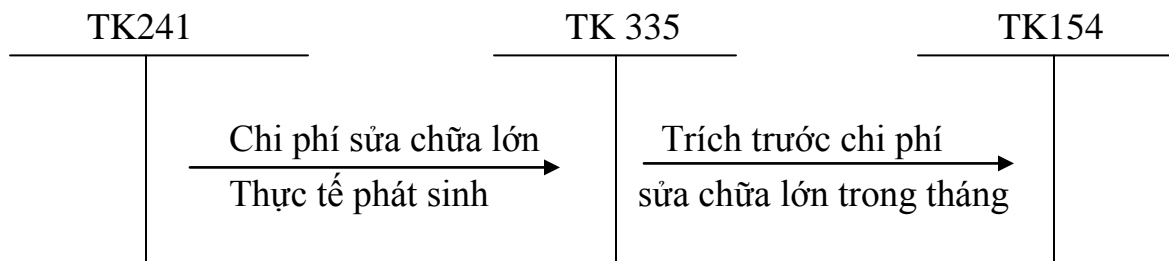 TK241
TK 335
TK154
Chi phí sửa chữa lớn
Thực tế phát sinh
Trích trước chi phí
sửa chữa lớn trong tháng